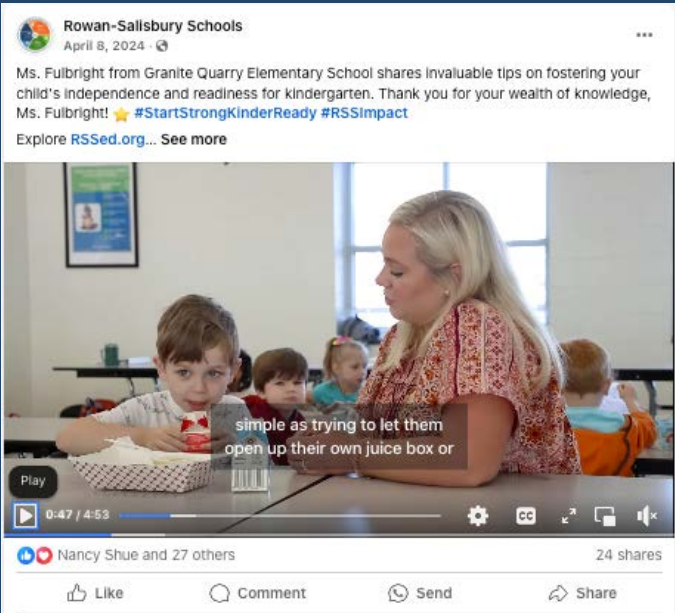 Rowan-Salisbury Schools
April 8, 2024 ·
Ms. Fulbright from Granite Quarry Elementary School shares invaluable tips on fostering your
child's independence and readiness for kindergarten. Thank you for your wealth of knowledge,
Ms. Fulbright! ⭐ #StartStrongKinderReady #RSSImpact
Explore RSSed.org... See more
simple as trying to let them
open up their own juice box or
Play
0:47 / 4:53
CC
Nancy Shue and 27 others
24 shares
Like
Comment
Send
Share